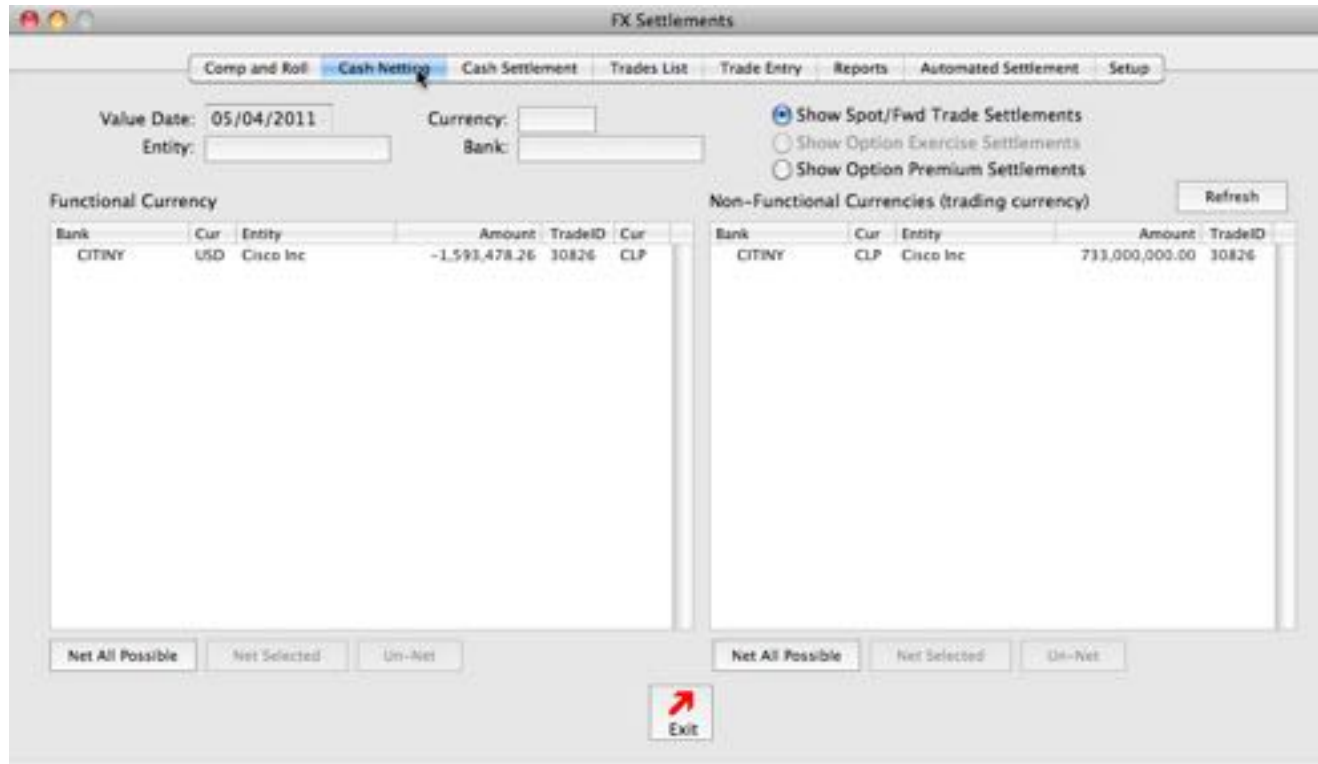 FX Settlements
Comp and Roll Cash Netting Cash Settlement Trades List Trade Entry Reports Automated Settlement Setup
Value Date: 05/04/2011 Currency: Show Spot/Fwd Trade Settlements
Entity: Bank: Show Option Exercise Settlements
Show Option Premium Settlements
Functional Currency Non-Functional Currencies (trading currency) Refresh
Bank Cur Entity Amount TradeID Cur Bank Cur Entity Amount TradeID
CITINY USD Cisco Inc -1,593,478.26 30826 CLP CITINY CLP Cisco Inc 733,000,000.00 30826
Net All Possible Net Selected Un-Net Net All Possible Net Selected Un-Net
Exit